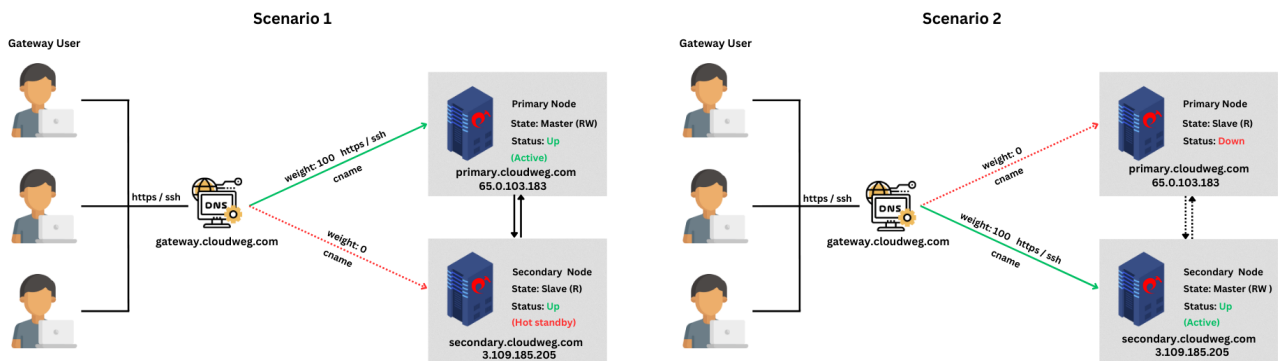 Scenario 1
Gateway User
https / ssh
DNS
gateway.cloudweg.com
weight: 100 https / ssh
cname
weight: 0
cname
Primary Node
State: Master (RW)
Status: Up
(Active)
primary.cloudweg.com
65.0.103.183
Secondary Node
State: Slave (R)
Status: Up
(Hot standby)
secondary.cloudweg.com
3.109.185.205
Scenario 2
Gateway User
https / ssh
DNS
gateway.cloudweg.com
weight: 0
cname
weight: 100 https / ssh
cname
Primary Node
State: Slave (R)
Status: Down
primary.cloudweg.com
65.0.103.183
Secondary Node
State: Master (RW )
Status: Up
(Active)
secondary.cloudweg.com
3.109.185.205